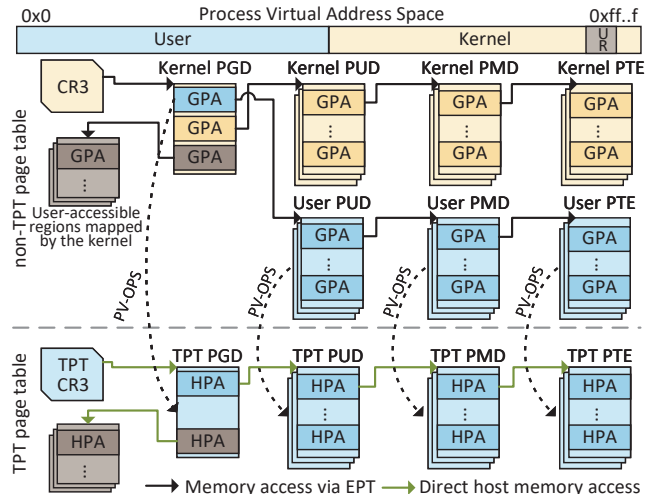 0x0 Process Virtual Address Space 0xff..f
User Kernel UR
CR3 Kernel PGD Kernel PUD Kernel PMD Kernel PTE
GPA GPA GPA GPA
GPA ⋮ ⋮ ⋮
GPA GPA GPA GPA GPA
⋮
User-accessible
regions mapped
by the kernel
non-TPT page table
User PUD User PMD User PTE
GPA GPA GPA
⋮ ⋮ ⋮
GPA GPA GPA
PV-OPS PV-OPS PV-OPS PV-OPS
TPT page table
TPT
CR3
TPT PGD TPT PUD TPT PMD TPT PTE
HPA HPA HPA HPA
⋮ ⋮ ⋮
HPA HPA HPA HPA HPA
⋮
Memory access via EPT Direct host memory access